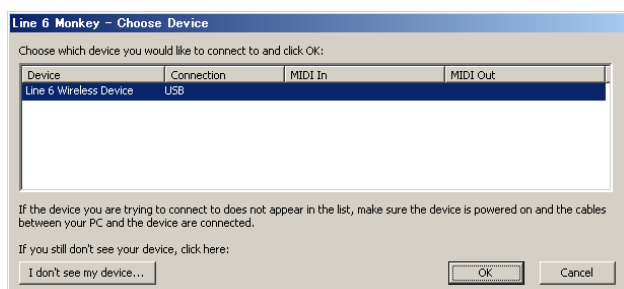 Line 6 Monkey - Choose Device
Choose which device you would like to connect to and click OK:
Device Connection MIDI In MIDI Out
Line 6 Wireless Device USB
If the device you are trying to connect to does not appear in the list, make sure the device is powered on and the cables
between your PC and the device are connected.
If you still don't see your device, click here:
I don't see my device... OK Cancel